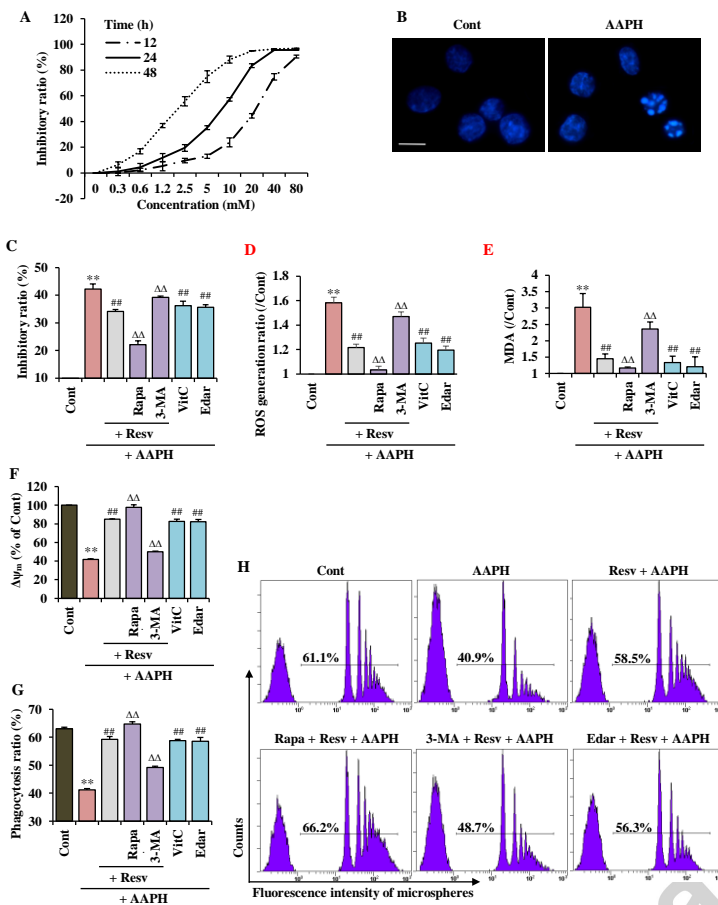 A
Time (h)
12
24
48
Inhibitory ratio (%)
100
80
60
40
20
0
-20
0 0.3 0.6 1.2 2.5 5 10 20 40 80
Concentration (mM)
B
Cont AAPH
C
Inhibitory ratio (%)
50
40
30
20
10
** ## ΔΔ ΔΔ ## ##
Cont Rapa 3-MA VitC Edar
+ Resv
+ AAPH
D
ROS generation ratio (/Cont)
1.8
1.6
1.4
1.2
1
** ## ΔΔ ΔΔ ## ##
Cont Rapa 3-MA VitC Edar
+ Resv
+ AAPH
E
MDA (/Cont)
4
3.5
3
2.5
2
1.5
1
** ## ΔΔ ΔΔ ## ##
Cont Rapa 3-MA VitC Edar
+ Resv
+ AAPH
F
Δψm (% of Cont)
120
100
80
60
40
20
0
** ## ΔΔ ΔΔ ## ##
Cont Rapa 3-MA VitC Edar
+ Resv
+ AAPH
G
Phagocytosis ratio (%)
70
60
50
40
30
** ## ΔΔ ΔΔ ## ##
Cont Rapa 3-MA VitC Edar
+ Resv
+ AAPH
H
Cont AAPH Resv + AAPH
61.1% 40.9% 58.5%
Rapa + Resv + AAPH 3-MA + Resv + AAPH Edar + Resv + AAPH
66.2% 48.7% 56.3%
Counts
Fluorescence intensity of microspheres